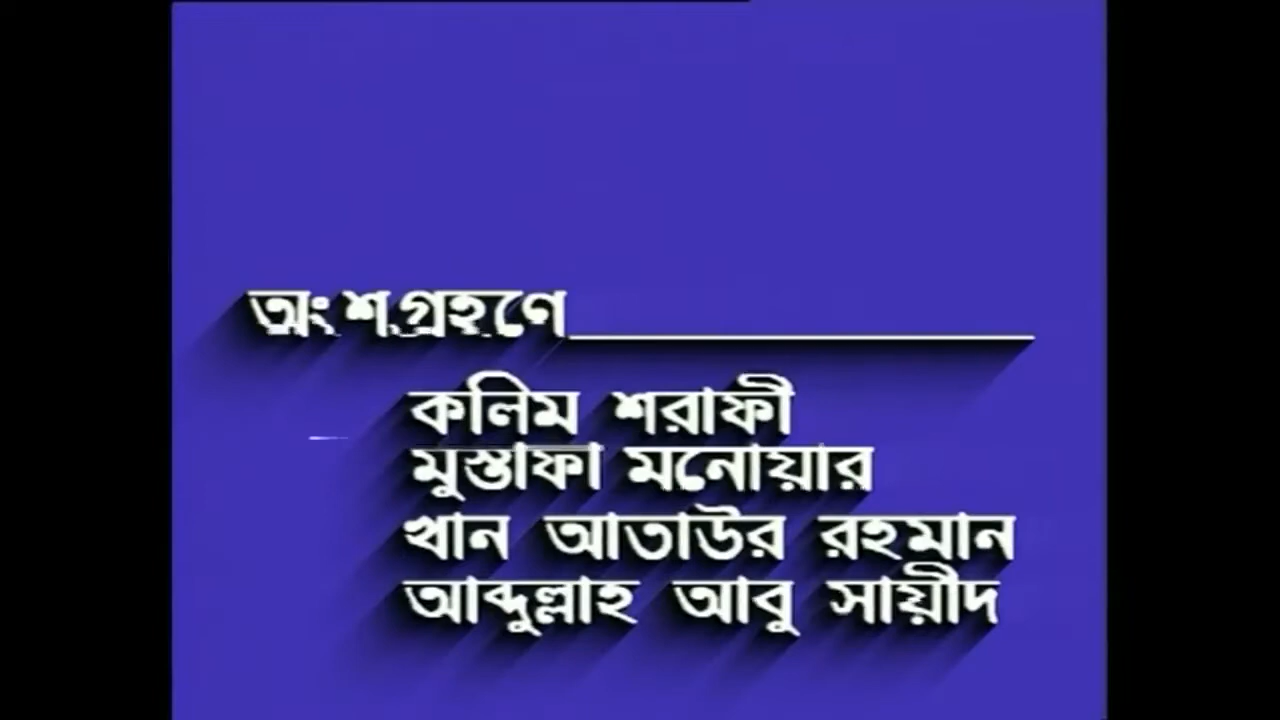 অংশগ্রহণে
কলিম শরাফী
মুস্তাফা মনোয়ার
খান আতাউর রহমান
আব্দুল্লাহ আবু সায়ীদ